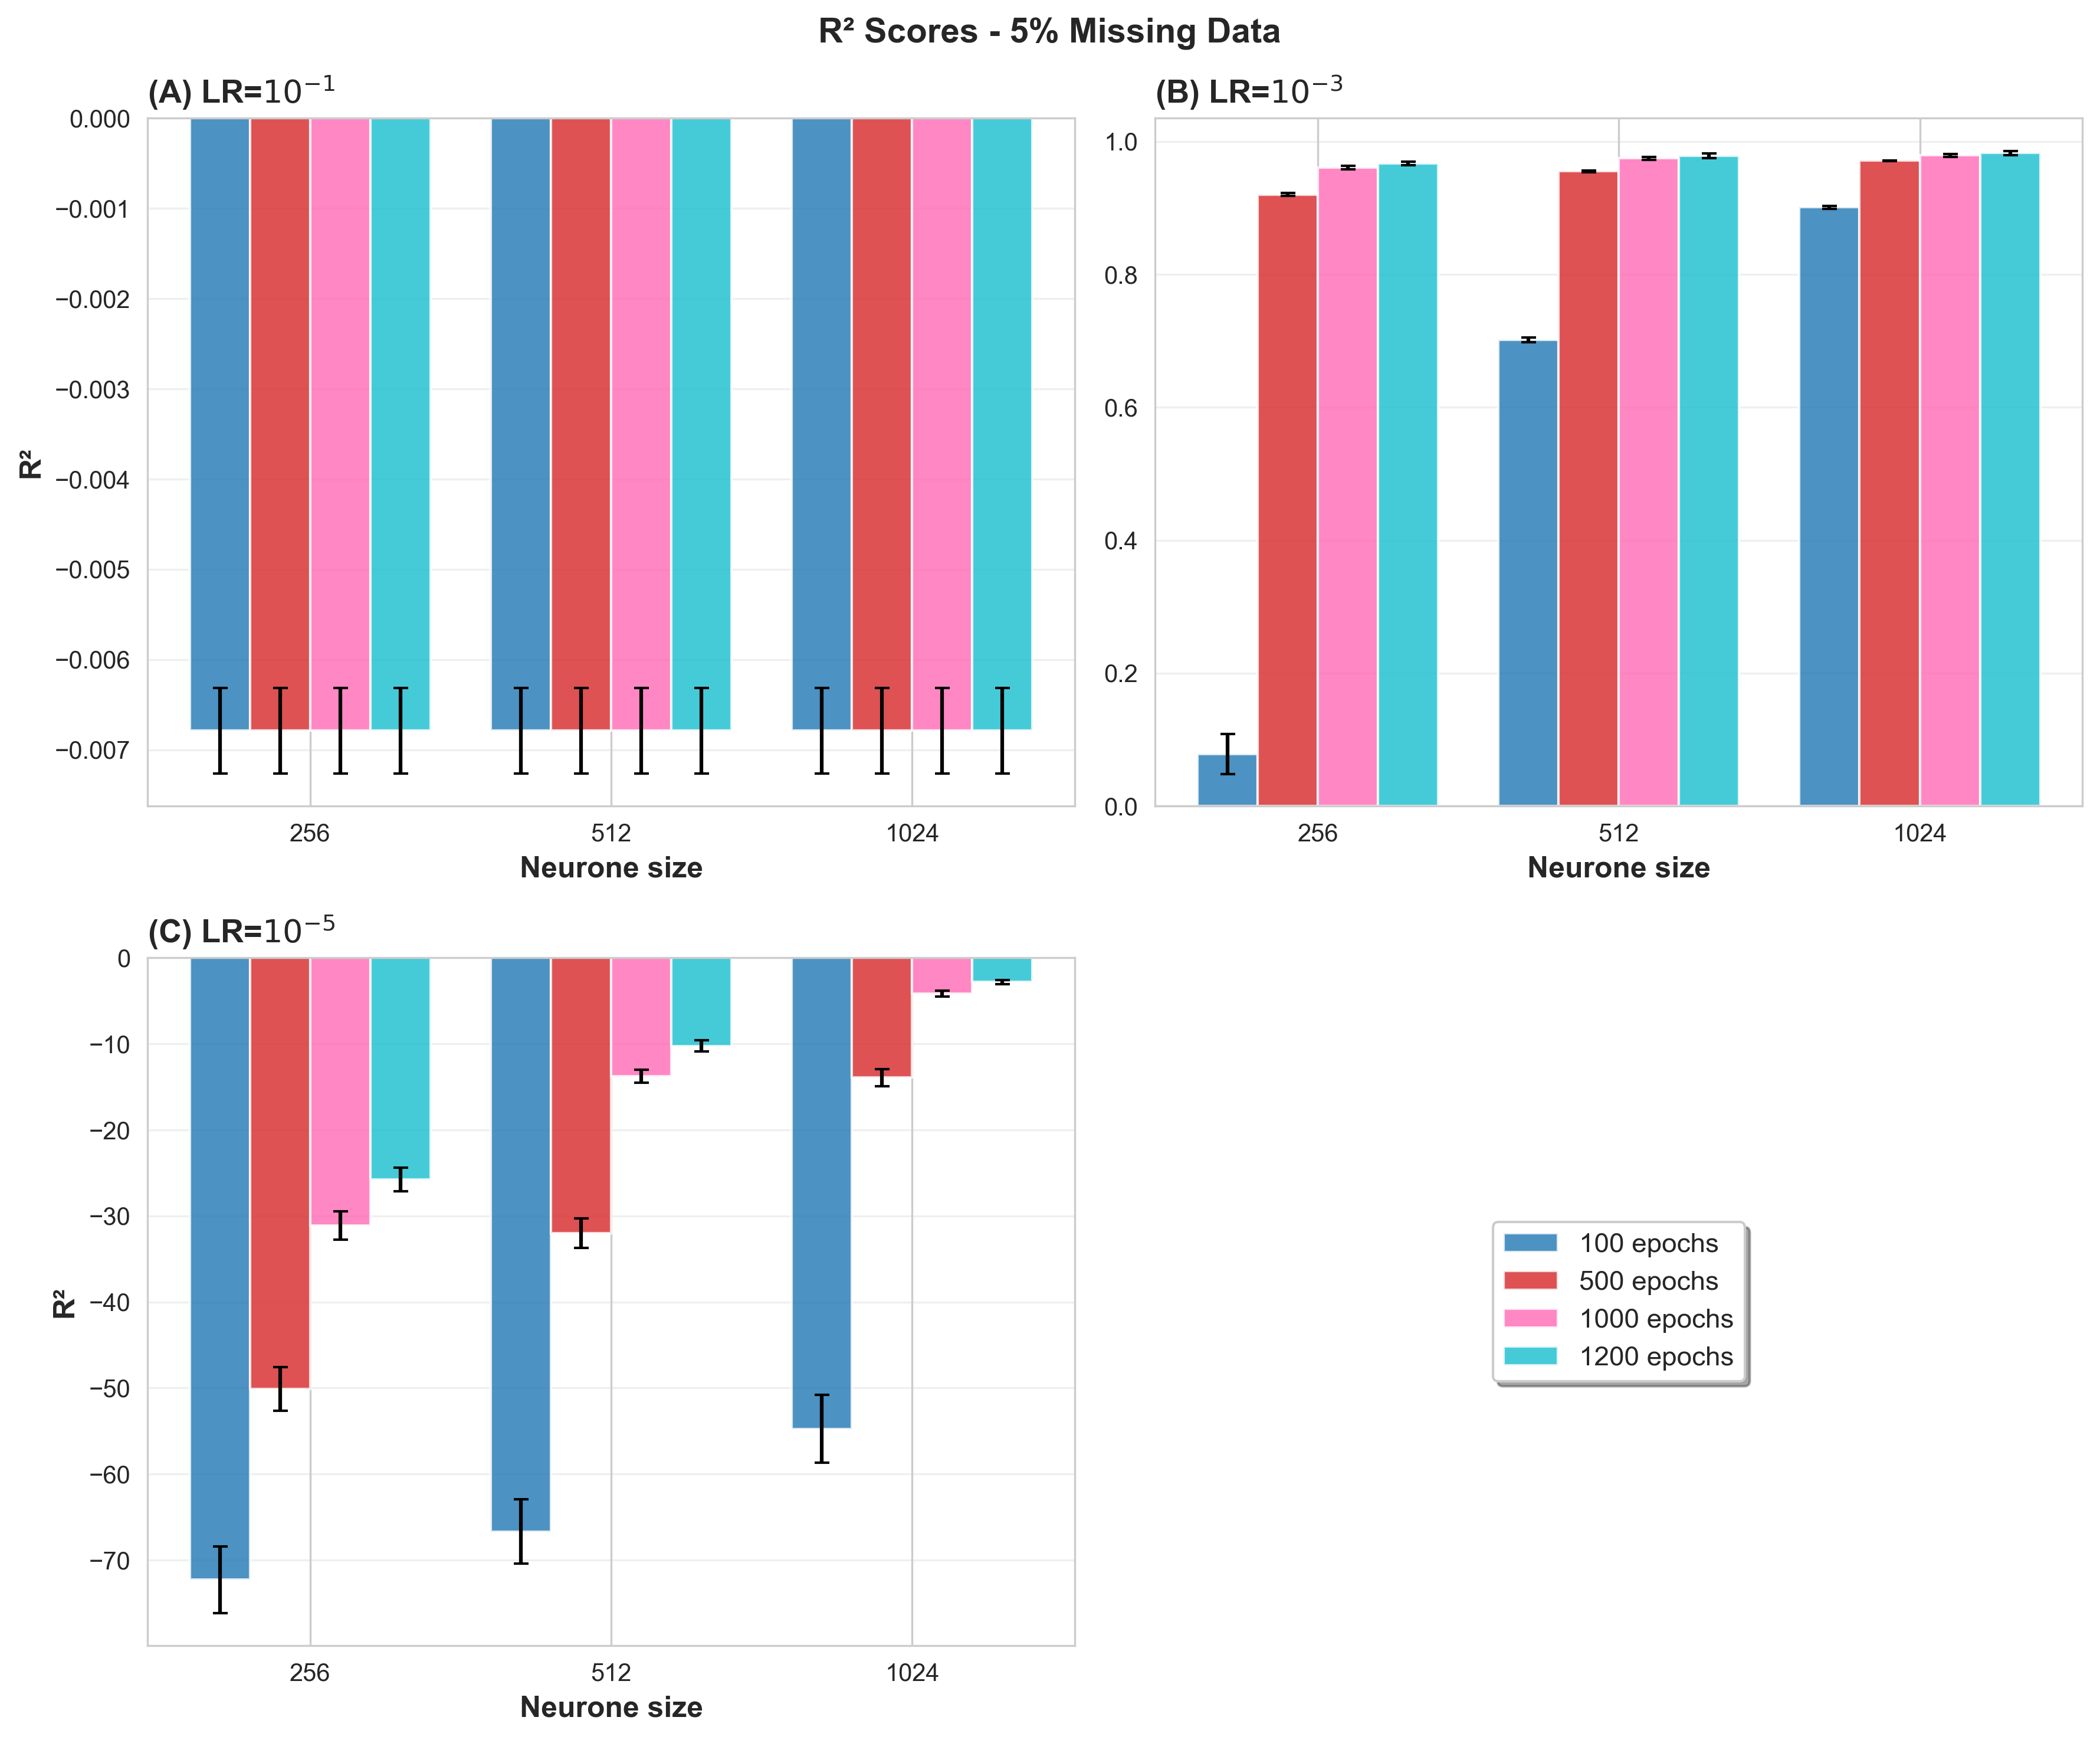 R² Scores - 5% Missing Data
(A) LR=10⁻¹
0.000
−0.001
−0.002
−0.003
−0.004
−0.005
−0.006
−0.007
R²
256 512 1024
Neurone size
(B) LR=10⁻³
1.0
0.8
0.6
0.4
0.2
0.0
256 512 1024
Neurone size
(C) LR=10⁻⁵
0
−10
−20
−30
−40
−50
−60
−70
R²
256 512 1024
Neurone size
100 epochs
500 epochs
1000 epochs
1200 epochs